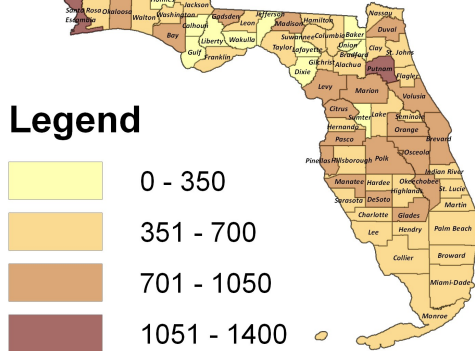 Jackson
Nassau
Santa Rosa Okaloosa Walton Washington Gadsden Jefferson Madison Hamilton
Escambia Calhoun Leon Suwannee Columbia Baker Duval
Bay Liberty Wakulla Union Clay St. Johns
Gulf Franklin Taylor Lafayette Bradford Putnam
Gilchrist Alachua Flagler
Dixie
Levy Marion Volusia
Citrus Sumter Lake Seminole
Hernando Orange
Pasco Brevard
Pinellas Hillsborough Polk Osceola
Indian River
Manatee Hardee Okeechobee
Highlands St. Lucie
Sarasota DeSoto Martin
Charlotte Glades
Lee Hendry Palm Beach
Collier Broward
Miami-Dade
Monroe
Legend
0 - 350
351 - 700
701 - 1050
1051 - 1400